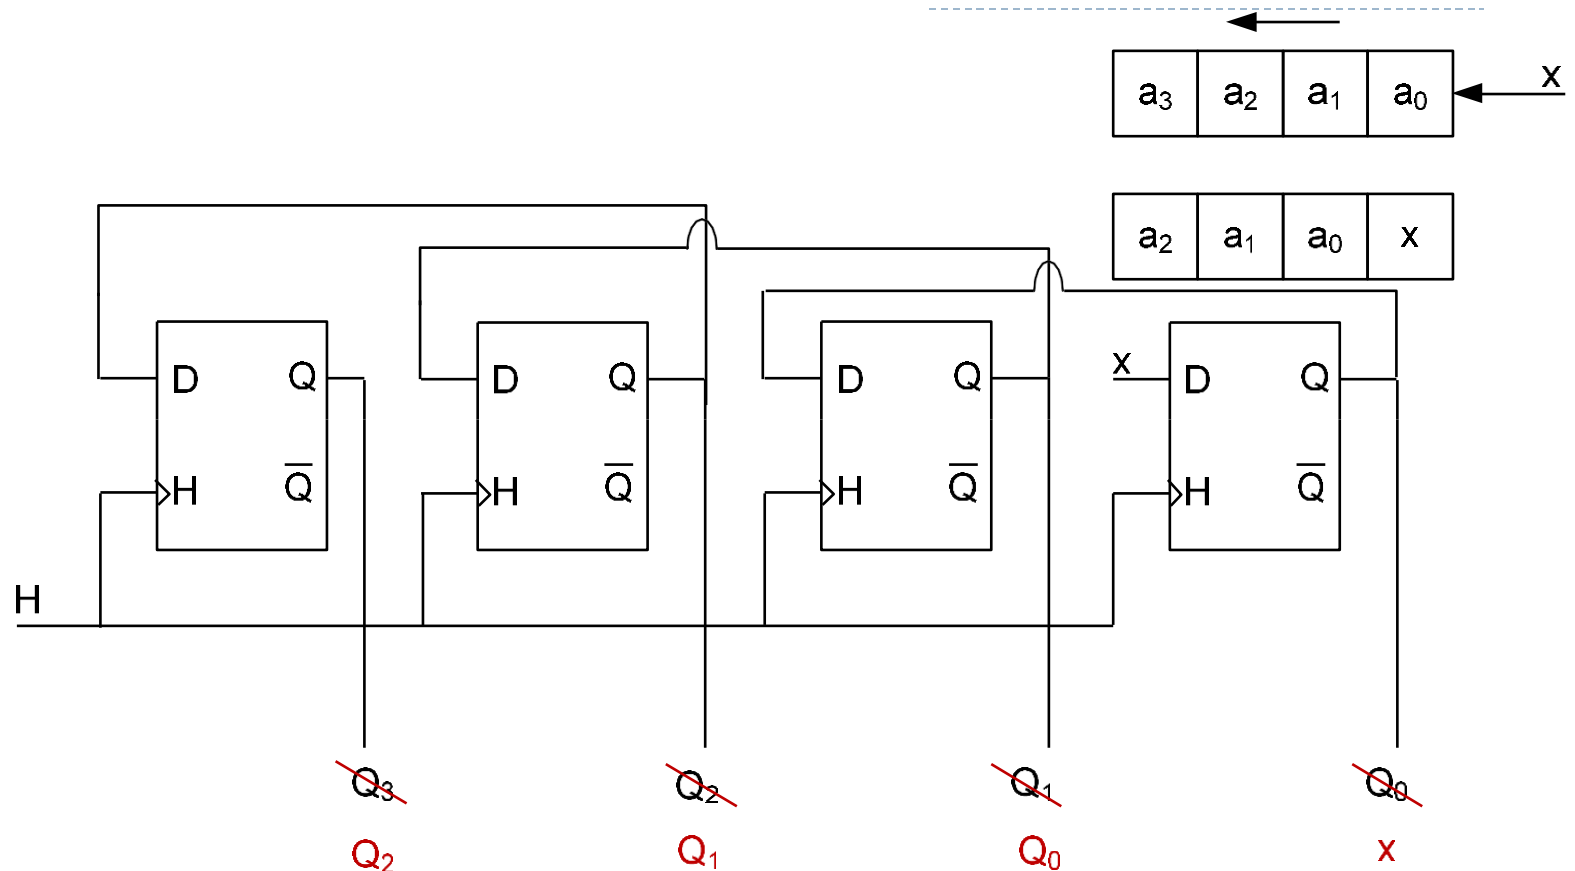 x
a₃ a₂ a₁ a₀
a₂ a₁ a₀ x
D Q D Q D Q x D Q
H Q̅ H Q̅ H Q̅ H Q̅
H
Q₃ Q₂ Q₁ Q₀
Q₂ Q₁ Q₀ x